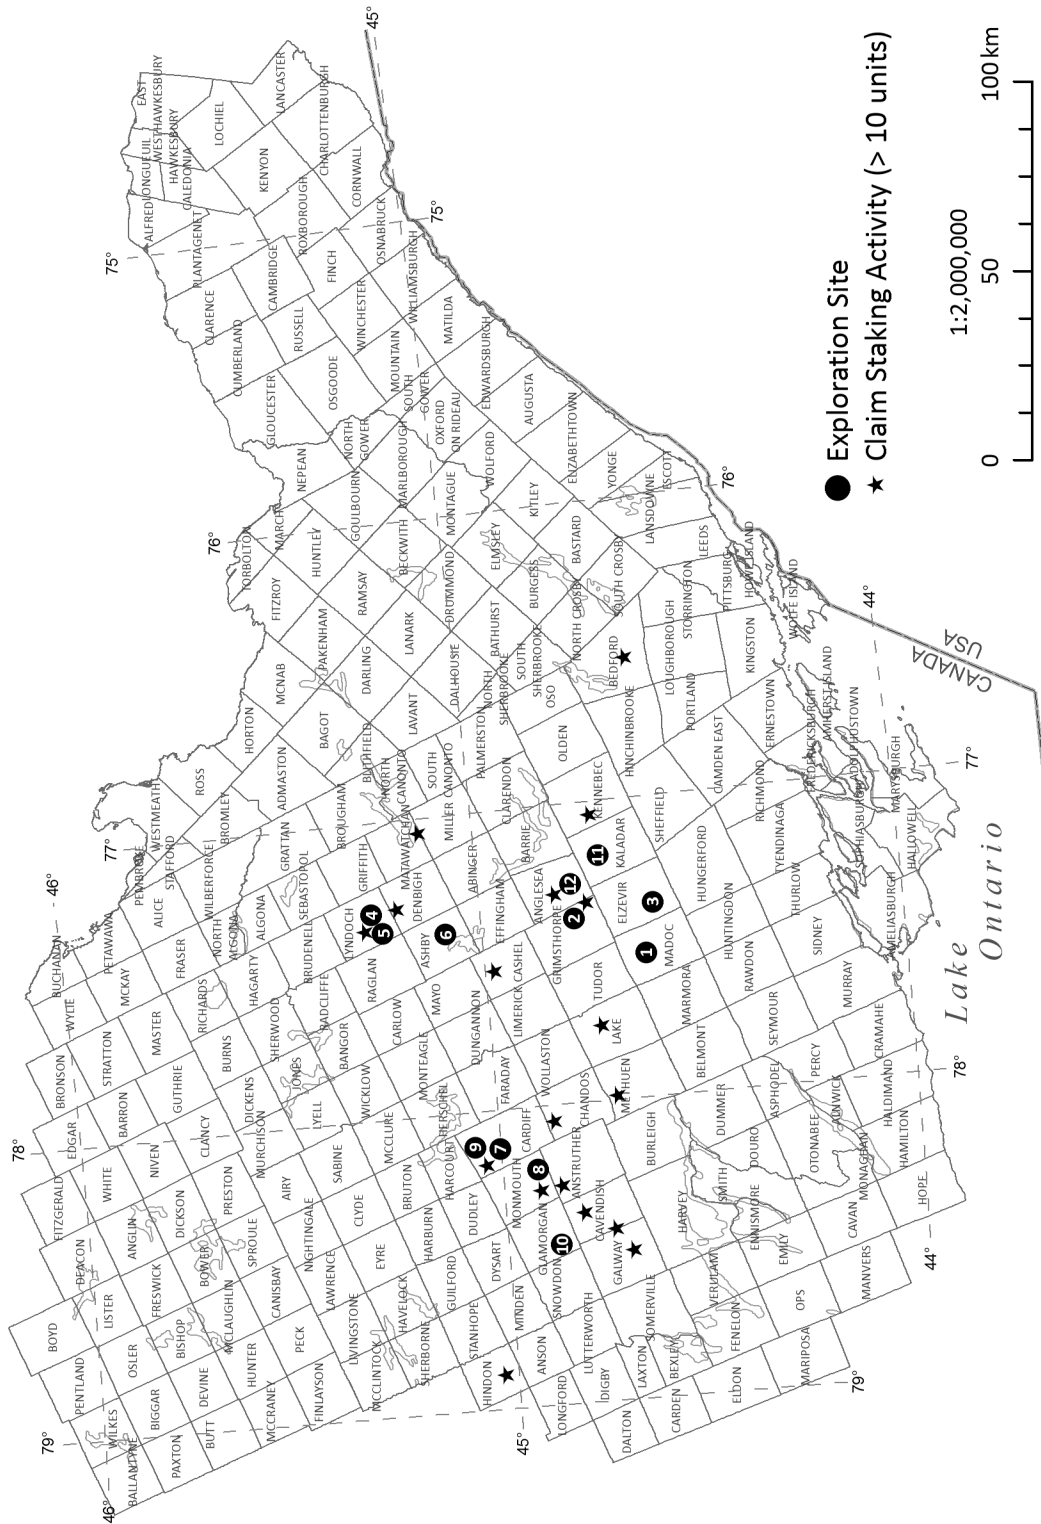 46°
79°
78°
46°
77°
76°
75°
45°
BALLANTYNE
WILKES
PENTLAND
BOYD
DEACON
FITZGERALD
EDGAR
BRONSON
WYLIE
BUCHANAN
PAXTON
BIGGAR
OSLER
LISTER
ANGLIN
WHITE
BARRON
STRATTON
MCKAY
PETAWAWA
PEMBROKE
BUTT
DEVINE
BISHOP
FRESWICK
DICKSON
NIVEN
GUTHRIE
MASTER
FRASER
ALICE
STAFFORD
WESTMEATH
MCCRANEY
HUNTER
MCLAUGHLIN
BOWER
PRESTON
CLANCY
BURNS
RICHARDS
NORTH
ALGONA
WILBERFORCE
BROMLEY
ROSS
FINLAYSON
PECK
CANISBAY
SPROULE
MURCHISON
DICKENS
SHERWOOD
HAGARTY
ALGONA
GRATTAN
ADMASTON
HORTON
MCCLINTOCK
LIVINGSTONE
LAWRENCE
NIGHTINGALE
AIRY
LYELL
JONES
RADCLIFFE
BRUDENELL
SEBASTOPOL
BROUGHAM
BAGOT
MCNAB
SHERBORNE
HAVELOCK
EYRE
CLYDE
SABINE
WICKLOW
BANGOR
RAGLAN
LYNDOCH
GRIFFITH
MATAWATCHAN
BLITHFIELD
NORTH
CANONTO
SOUTH
CANONTO
DARLING
PAKENHAM
FITZROY
TORBOLTON
HINDON
STANHOPE
GUILFORD
HARBURN
BRUTON
MCCLURE
HERSCHEL
MONTEAGLE
CARLOW
MAYO
ASHBY
DENBIGH
ABINGER
MILLER
LAVANT
LANARK
RAMSAY
HUNTLEY
MARCH
NEPEAN
GLOUCESTER
CUMBERLAND
CLARENCE
PLANTAGENET
ALFRED
LONGUEUIL
CALEDONIA
WESTHAWKESBURY
HAWKESBURY
EAST
LONGFORD
ANSON
MINDEN
DYSART
DUDLEY
HARCOURT
CARDIFF
FARADAY
DUNGANNON
LIMERICK
CASHEL
EFFINGHAM
BARRIE
CLARENDON
PALMERSTON
NORTH
SHERBROOKE
SOUTH
SHERBROOKE
DALHOUSIE
BATHURST
DRUMMOND
BECKWITH
GOULBOURN
NORTH
GOWER
OSGOODE
RUSSELL
CAMBRIDGE
LOCHIEL
KENYON
LANCASTER
CHARLOTTENBURGH
ROXBOROUGH
FINCH
CORNWALL
OSNABRUCK
WINCHESTER
WILLIAMSBURGH
MOUNTAIN
SOUTH
GOWER
MATILDA
OXFORD
ON RIDEAU
EDWARDSBURGH
MARLBOROUGH
MONTAGUE
WOLFORD
AUGUSTA
ELMSLEY
KITLEY
ELIZABETHTOWN
BURGESS
BASTARD
YONGE
ESCOTT
LANSDOWNE
NORTH CROSBY
SOUTH CROSBY
LEEDS
DALTON
DIGBY
LUTTERWORTH
SNOWDON
GLAMORGAN
MONMOUTH
ANSTRUTHER
CHANDOS
WOLLASTON
TUDOR
GRIMSTHORPE
ANGLESEA
KALADAR
KENNEBEC
OLDEN
OSO
BEDFORD
HINCHINBROOKE
CARDEN
LAXTON
BEXLEY
SOMERVILLE
GALWAY
CAVENDISH
BURLEIGH
METHUEN
LAKE
MADOC
ELZEVIR
SHEFFIELD
LOUGHBOROUGH
STORRINGTON
PORTLAND
PITTSBURG
HOWE ISLAND
KINGSTON
WOLFE ISLAND
ELDON
FENELON
VERULAM
HARVEY
SMITH
DOURO
DUMMER
BELMONT
MARMORA
RAWDON
HUNTINGDON
HUNGERFORD
CAMDEN EAST
ERNESTOWN
MARIPOSA
OPS
EMILY
ENNISMORE
OTONABEE
ASPHODEL
SEYMOUR
SIDNEY
THURLOW
TYENDINAGA
RICHMOND
FREDERICKSBURGH
AMHERST ISLAND
ADOLPHUSTOWN
MANVERS
CAVAN
MONAGHAN
ALNWICK
PERCY
MURRAY
AMELIASBURGH
SOPHIASBURGH
HALLOWELL
MARYSBURGH
HOPE
HAMILTON
HALDIMAND
CRAMAHE
1
2
3
4
5
6
7
8
9
10
11
12
45°
79°
44°
78°
77°
44°
76°
75°
Lake
Ontario
CANADA
USA
Exploration Site
Claim Staking Activity (> 10 units)
1:2,000,000
0
50
100 km